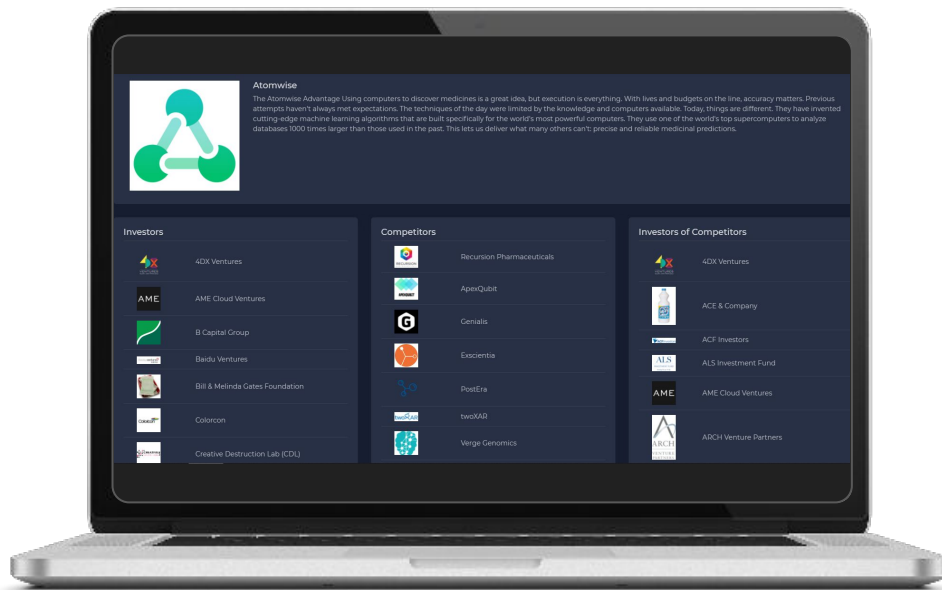 Atomwise
The Atomwise Advantage Using computers to discover medicines is a great idea, but execution is everything. With lives and budgets on the line, accuracy matters. Previous
attempts haven't always met expectations. The techniques of the day were limited by the knowledge and computers available. Today, things are different. They have invented
cutting-edge machine learning algorithms that are built specifically for the world's most powerful computers. They use one of the world's top supercomputers to analyze
databases 1000 times larger than those used in the past. This lets us deliver what many others can't: precise and reliable medicinal predictions.
Investors
4DX Ventures
AME
AME Cloud Ventures
B Capital Group
Baidu Ventures
Bill & Melinda Gates Foundation
Colorcon
Creative Destruction Lab (CDL)
Competitors
RECURSION
Recursion Pharmaceuticals
ApexQubit
G
Genialis
Exscientia
PostEra
twoXAR
twoXAR
Verge Genomics
Investors of Competitors
4DX Ventures
ACE & Company
ACF Investors
ALS
ALS Investment Fund
AME
AME Cloud Ventures
ARCH
VENTURE
PARTNERS
ARCH Venture Partners